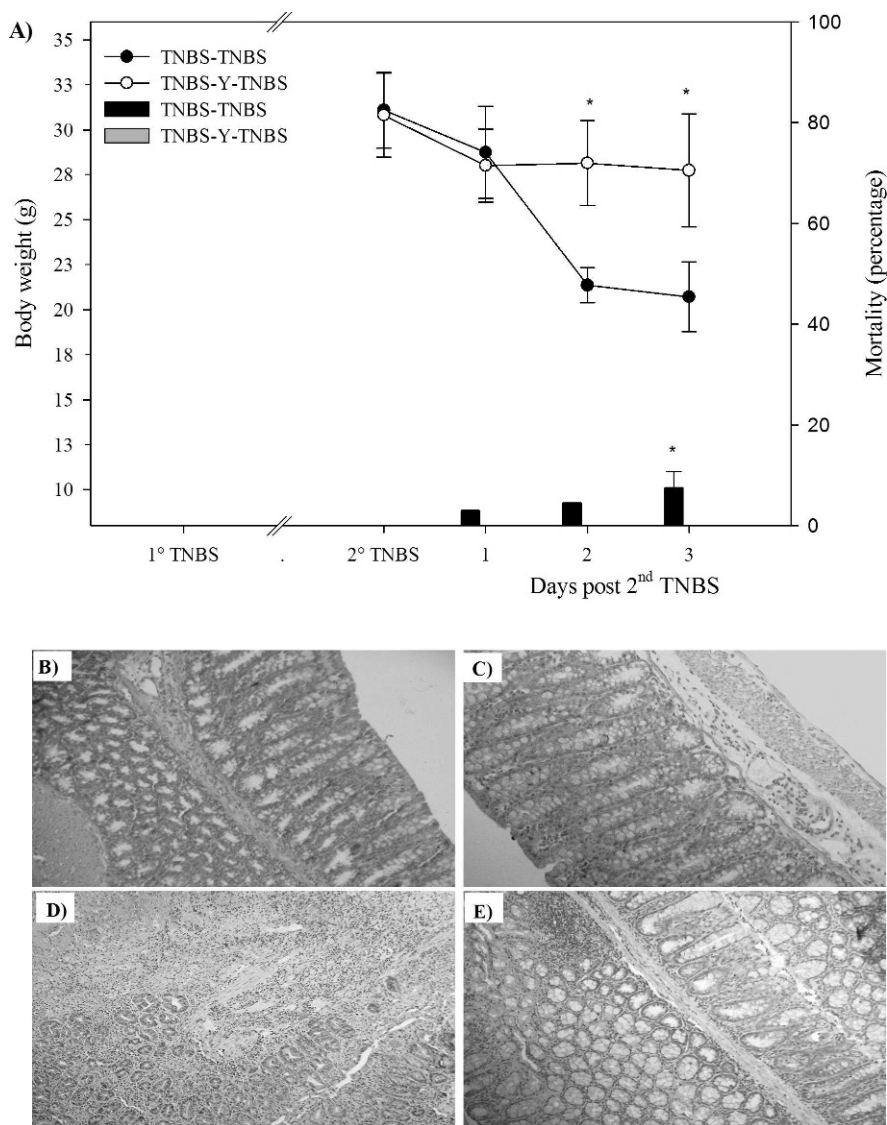 A)
TNBS-TNBS
TNBS-Y-TNBS
TNBS-TNBS
TNBS-Y-TNBS
35
33
30
28
25
23
20
18
15
13
10
Body weight (g)
100
80
60
40
20
0
Mortality (percentage)
*
*
*
1° TNBS
.
2° TNBS
1
2
3
Days post 2nd TNBS
B)
C)
D)
E)